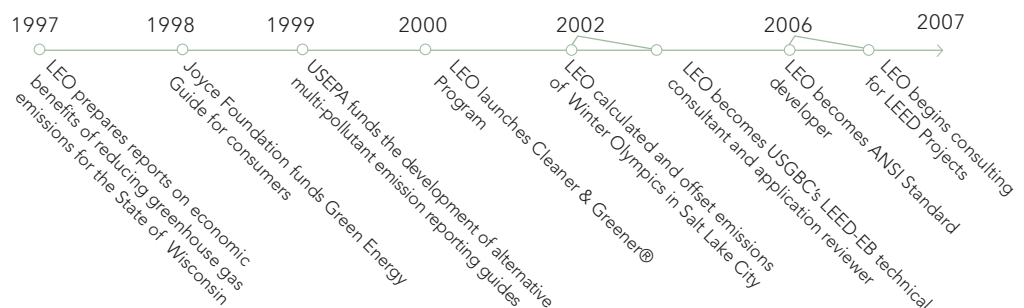 1997
1998
1999
2000
2002
2006
2007
LEO prepares reports on economic
benefits of reducing greenhouse gas
emissions for the State of Wisconsin
Joyce Foundation funds Green Energy
Guide for consumers
USEPA funds the development of alternative
multipollutant emission reporting guides
LEO launches Cleaner & Greener®
Program
LEO calculated and offset emissions
of Winter Olympics in Salt Lake City
LEO becomes USGBC's LEED-EB technical
consultant and application reviewer
LEO becomes ANSI Standard
developer
LEO begins consulting
for LEED Projects